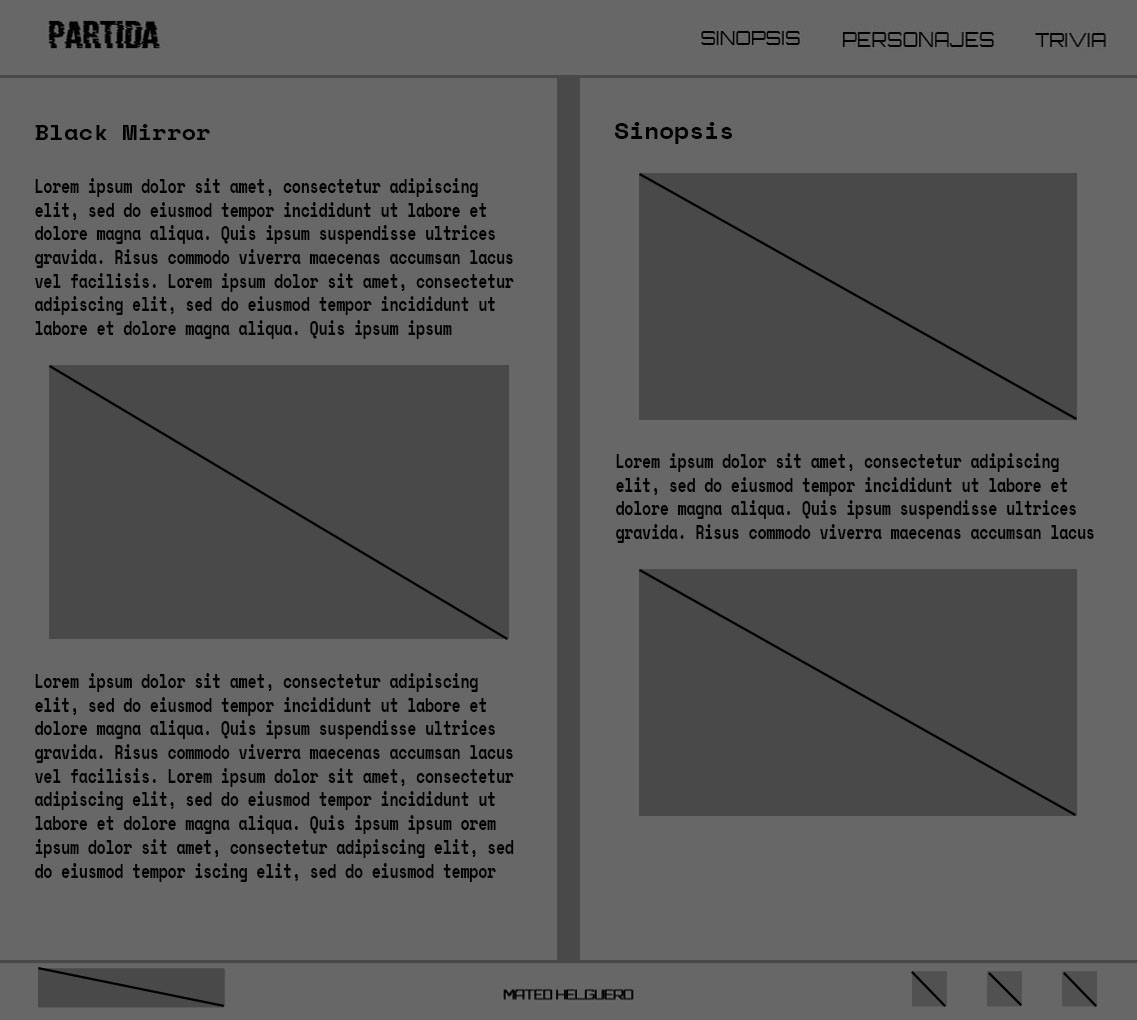 PARTIDA
SINOPSIS PERSONAJES TRIVIA
Black Mirror
Lorem ipsum dolor sit amet, consectetur adipiscing
elit, sed do eiusmod tempor incididunt ut labore et
dolore magna aliqua. Quis ipsum suspendisse ultrices
gravida. Risus commodo viverra maecenas accumsan lacus
vel facilisis. Lorem ipsum dolor sit amet, consectetur
adipiscing elit, sed do eiusmod tempor incididunt ut
labore et dolore magna aliqua. Quis ipsum ipsum
Lorem ipsum dolor sit amet, consectetur adipiscing
elit, sed do eiusmod tempor incididunt ut labore et
dolore magna aliqua. Quis ipsum suspendisse ultrices
gravida. Risus commodo viverra maecenas accumsan lacus
vel facilisis. Lorem ipsum dolor sit amet, consectetur
adipiscing elit, sed do eiusmod tempor incididunt ut
labore et dolore magna aliqua. Quis ipsum ipsum orem
ipsum dolor sit amet, consectetur adipiscing elit, sed
do eiusmod tempor iscing elit, sed do eiusmod tempor
Sinopsis
Lorem ipsum dolor sit amet, consectetur adipiscing
elit, sed do eiusmod tempor incididunt ut labore et
dolore magna aliqua. Quis ipsum suspendisse ultrices
gravida. Risus commodo viverra maecenas accumsan lacus
MATEO HELGUERO